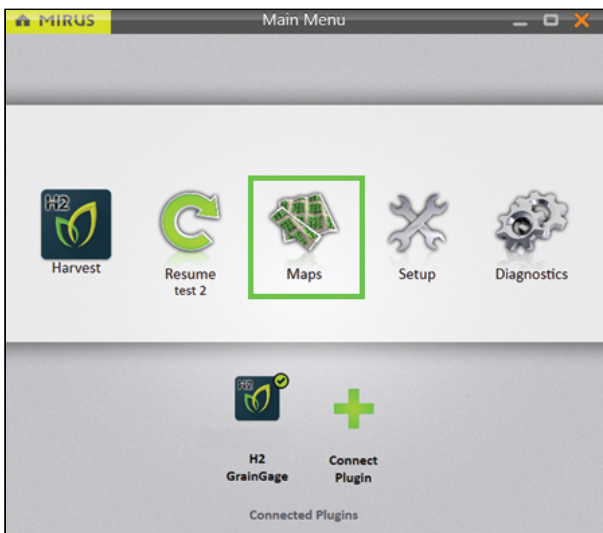 MIRUS
Main Menu
H2
Harvest
Resume
test 2
Maps
Setup
Diagnostics
H2
H2
GrainGage
Connect
Plugin
Connected Plugins